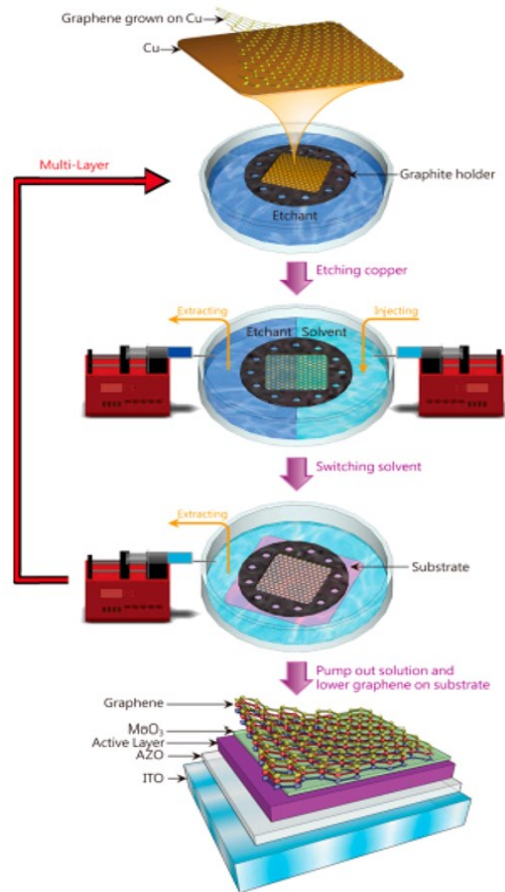 Graphene grown on Cu
Cu
Multi-Layer
Graphite holder
Etchant
Etching copper
Extracting
Injecting
Etchant Solvent
Switching solvent
Extracting
Substrate
Pump out solution and
lower graphene on substrate
Graphene
MoO3
Active Layer
AZO
ITO